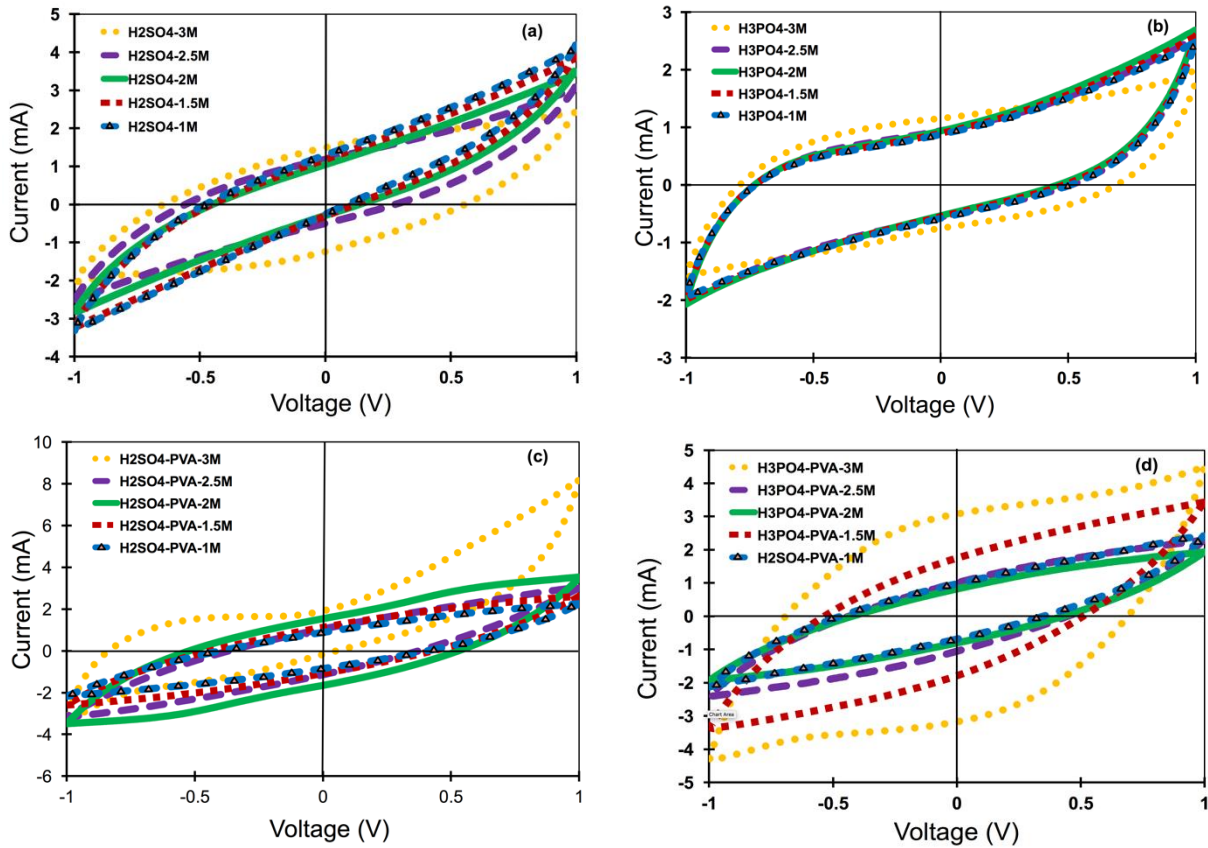 (a)
H2SO4-3M
H2SO4-2.5M
H2SO4-2M
H2SO4-1.5M
H2SO4-1M
5
4
3
2
1
0
-1
-2
-3
-4
-1
-0.5
0
0.5
1
Current (mA)
Voltage (V)
(b)
H3PO4-3M
H3PO4-2.5M
H3PO4-2M
H3PO4-1.5M
H3PO4-1M
3
2
1
0
-1
-2
-3
-1
-0.5
0
0.5
1
Current (mA)
Voltage (V)
(c)
H2SO4-PVA-3M
H2SO4-PVA-2.5M
H2SO4-PVA-2M
H2SO4-PVA-1.5M
H2SO4-PVA-1M
10
8
6
4
2
0
-2
-4
-6
-1
-0.5
0
0.5
1
Current (mA)
Voltage (V)
(d)
H3PO4-PVA-3M
H3PO4-PVA-2.5M
H3PO4-PVA-2M
H3PO4-PVA-1.5M
H2SO4-PVA-1M
5
4
3
2
1
0
-1
-2
-3
-4
-5
Chart Area
-1
-0.5
0
0.5
1
Current (mA)
Voltage (V)